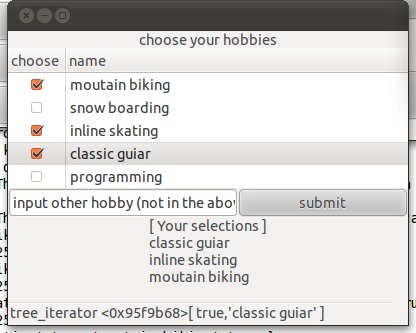 choose your hobbies
choose name
moutain biking
snow boarding
inline skating
classic guiar
programming
input other hobby (not in the abov submit
[ Your selections ]
classic guiar
inline skating
moutain biking
tree_iterator <0x95f9b68>[ true,'classic guiar' ]